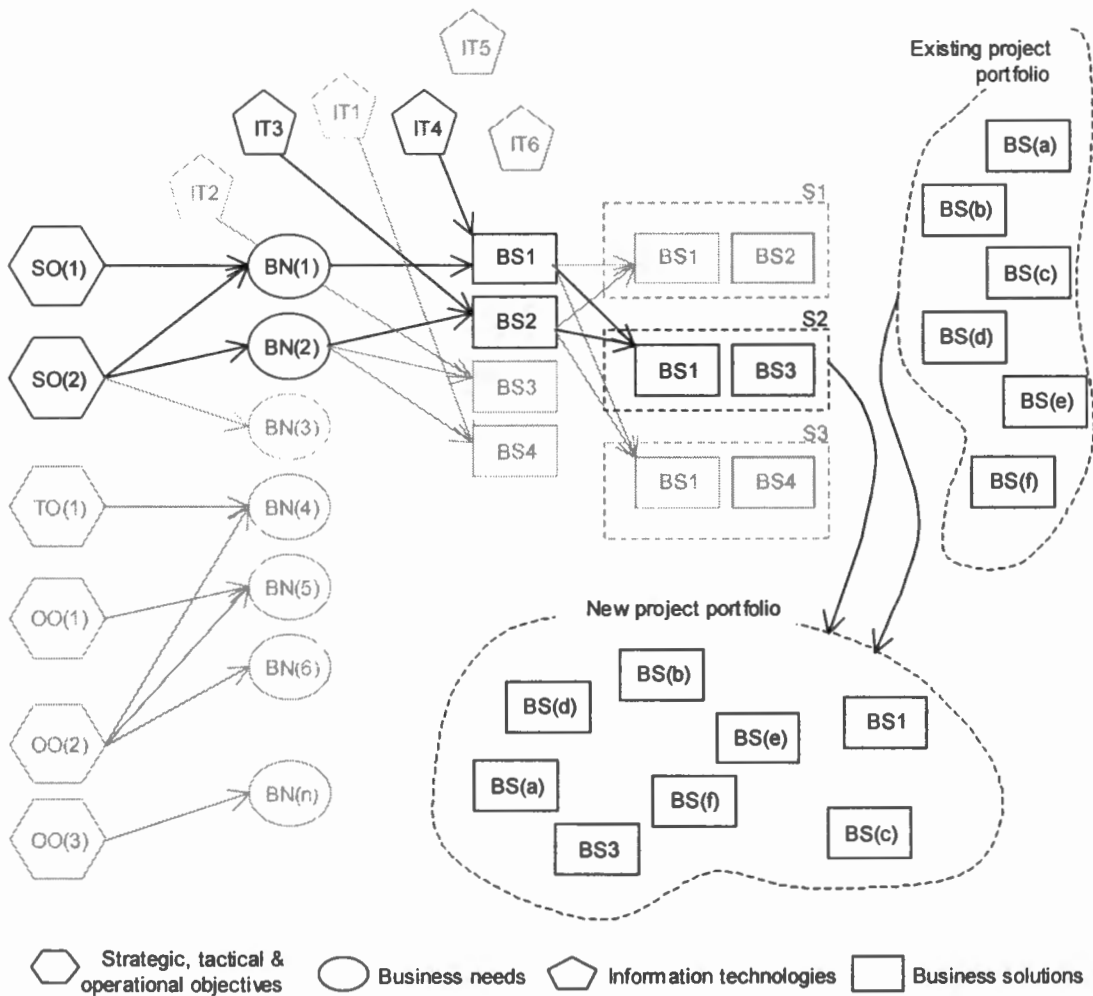 IT5
Existing project
portfolio
IT3
IT1
IT4
IT6
BS(a)
IT2
S1
BS(b)
SO(1)
BN(1)
BS1
BS1
BS2
BS(c)
BS2
S2
BS(d)
SO(2)
BN(2)
BS3
BS1
BS3
BS(e)
BN(3)
BS4
S3
BS1
BS4
BS(f)
TO(1)
BN(4)
OO(1)
BN(5)
New project portfolio
BN(6)
BS(b)
BS(d)
BS1
OO(2)
BS(e)
BS(a)
BN(n)
BS(f)
OO(3)
BS3
BS(c)
Strategic, tactical &
operational objectives
Business needs
Information technologies
Business solutions